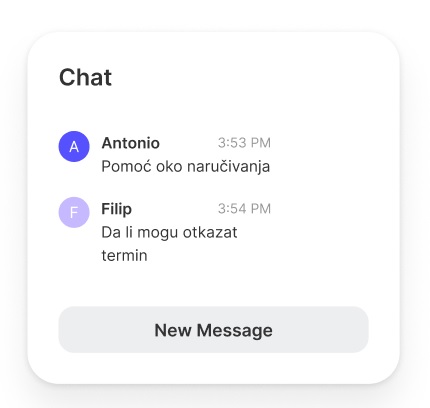 Chat
A
Antonio 3:53 PM
Pomoć oko naručivanja
F
Filip 3:54 PM
Da li mogu otkazat
termin
New Message